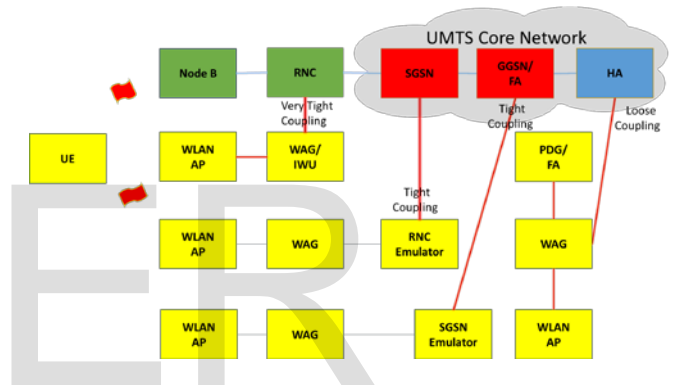 UMTS Core Network
Node B
RNC
SGSN
GGSN/
FA
HA
Very Tight
Coupling
Tight
Coupling
Loose
Coupling
UE
WLAN
AP
WAG/
IWU
PDG/
FA
Tight
Coupling
WLAN
AP
WAG
RNC
Emulator
WAG
WLAN
AP
WAG
SGSN
Emulator
WLAN
AP
ER